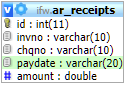 v ifw.ar_receipts
id : int(11)
invno : varchar(10)
chqno : varchar(10)
paydate : varchar(20)
# amount : double